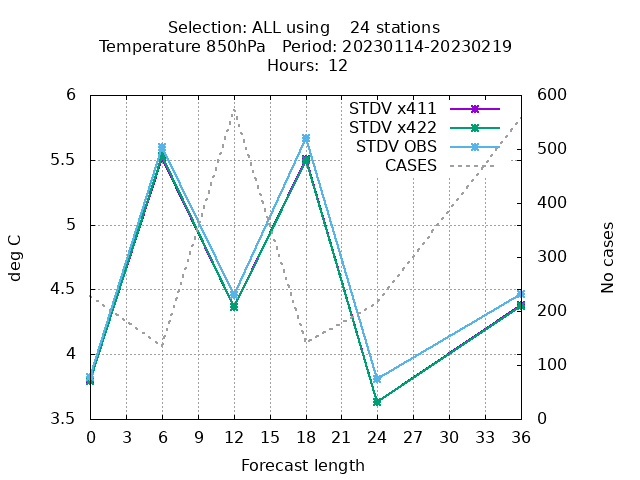 Selection: ALL using    24 stations
Temperature 850hPa   Period: 20230114-20230219
Hours: 12
STDV x411
STDV x422
STDV OBS
CASES
6
5.5
5
4.5
4
3.5
deg C
600
500
400
300
200
100
0
No cases
0 3 6 9 12 15 18 21 24 27 30 33 36
Forecast length